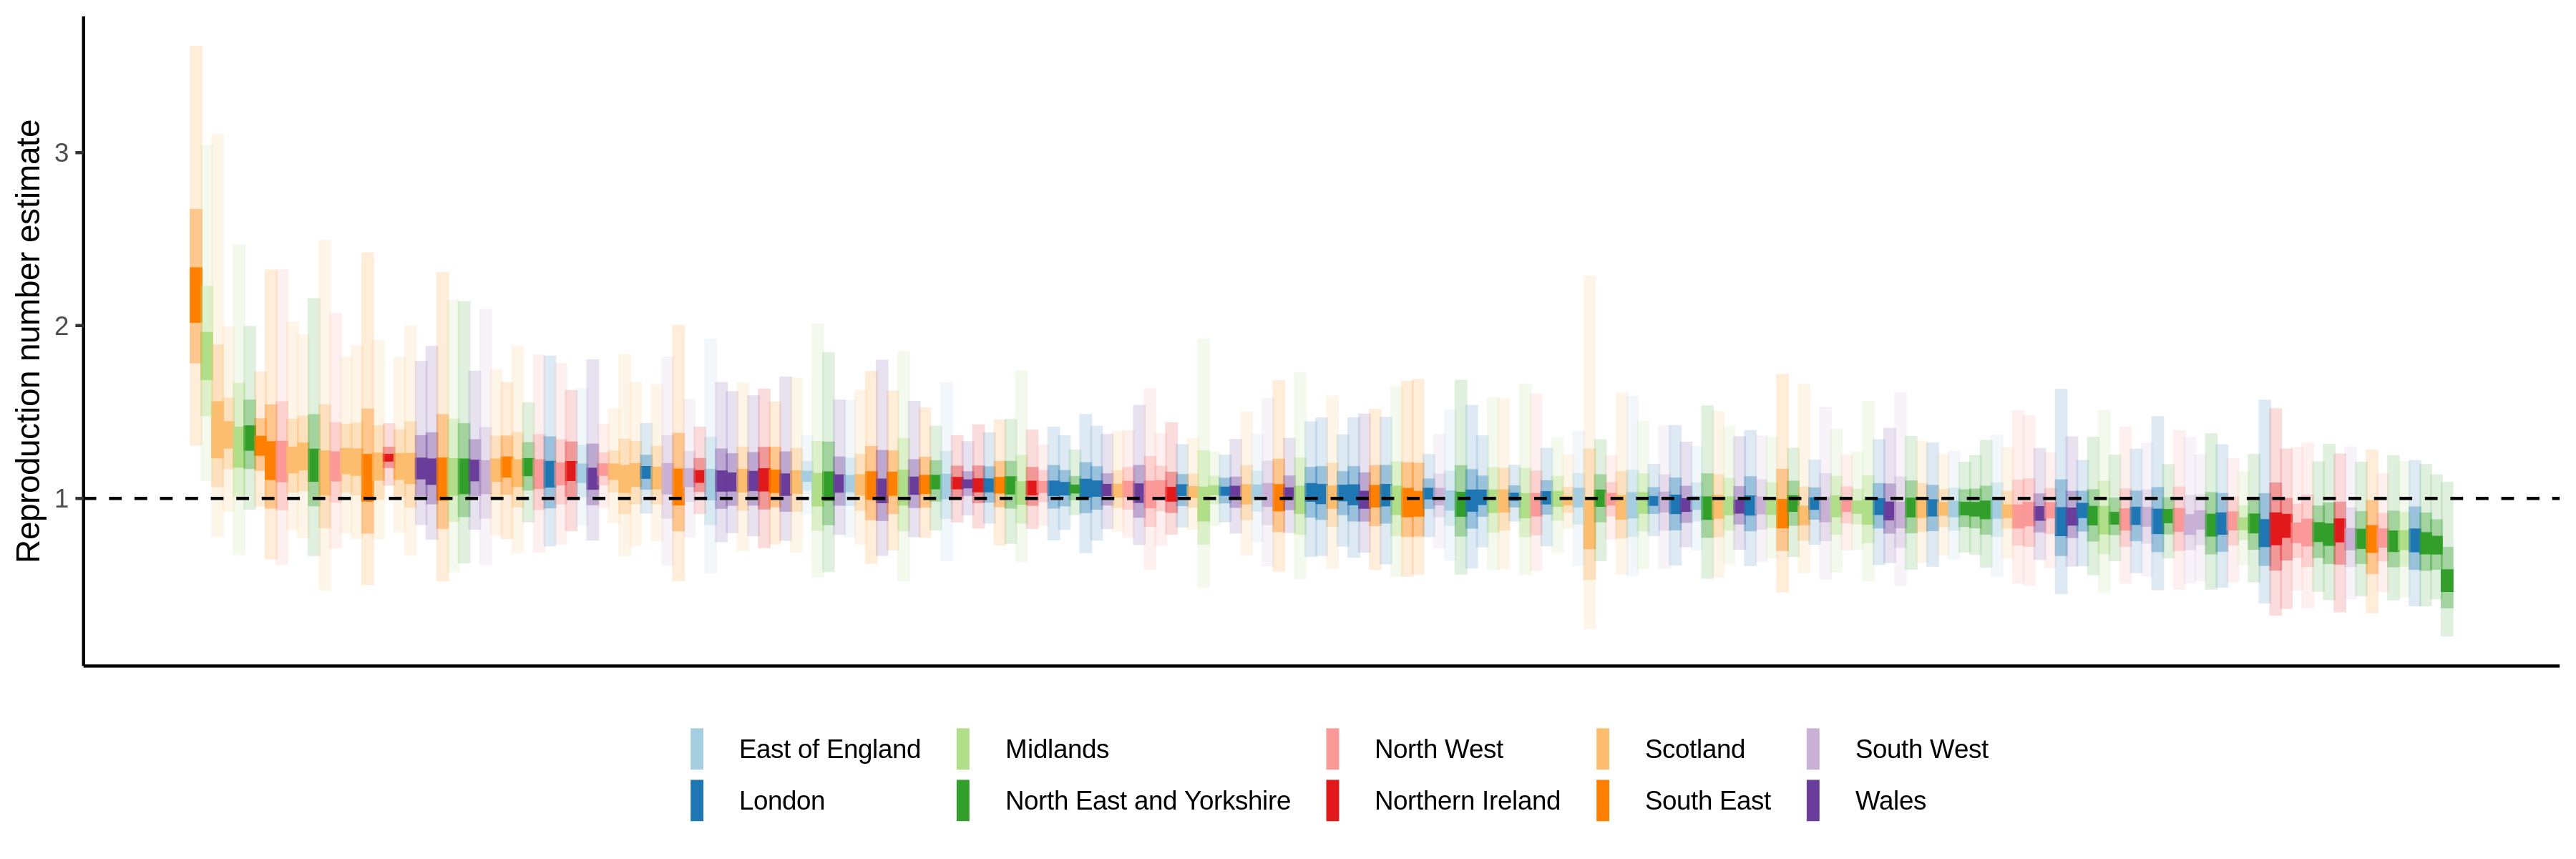 Reproduction number estimate
3
2
1
East of England
Midlands
North West
Scotland
South West
London
North East and Yorkshire
Northern Ireland
South East
Wales